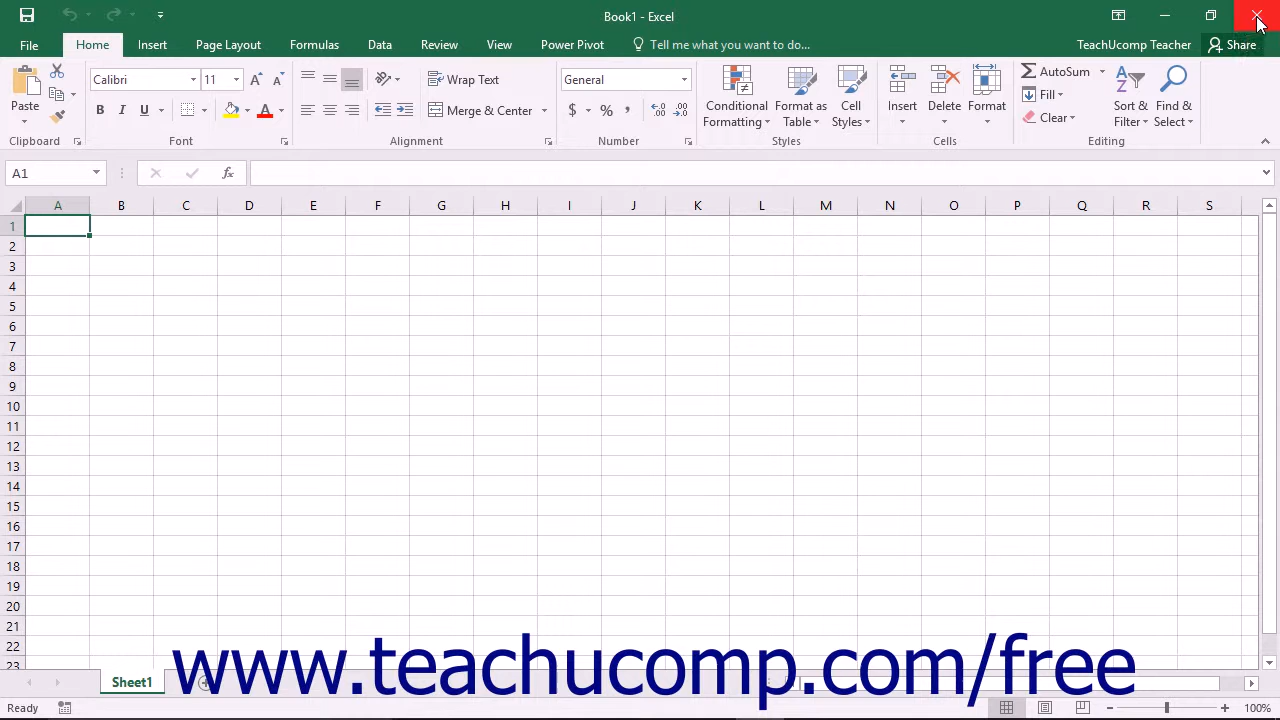 Book1 - Excel
File Home Insert Page Layout Formulas Data Review View Power Pivot Tell me what you want to do... TeachUcomp Teacher Share
Calibri 11 Wrap Text General AutoSum
Fill
Paste B I U A Merge & Center $ % , Conditional Formatting Format as Table Cell Styles Insert Delete Format Clear Sort & Filter Find & Select
Clipboard Font Alignment Number Styles Cells Editing
A1 fx
A B C D E F G H I J K L M N O P Q R S
1
2
3
4
5
6
7
8
9
10
11
12
13
14
15
16
17
18
19
20
21
22
23
www.teachucomp.com/free
Sheet1
Ready 100%